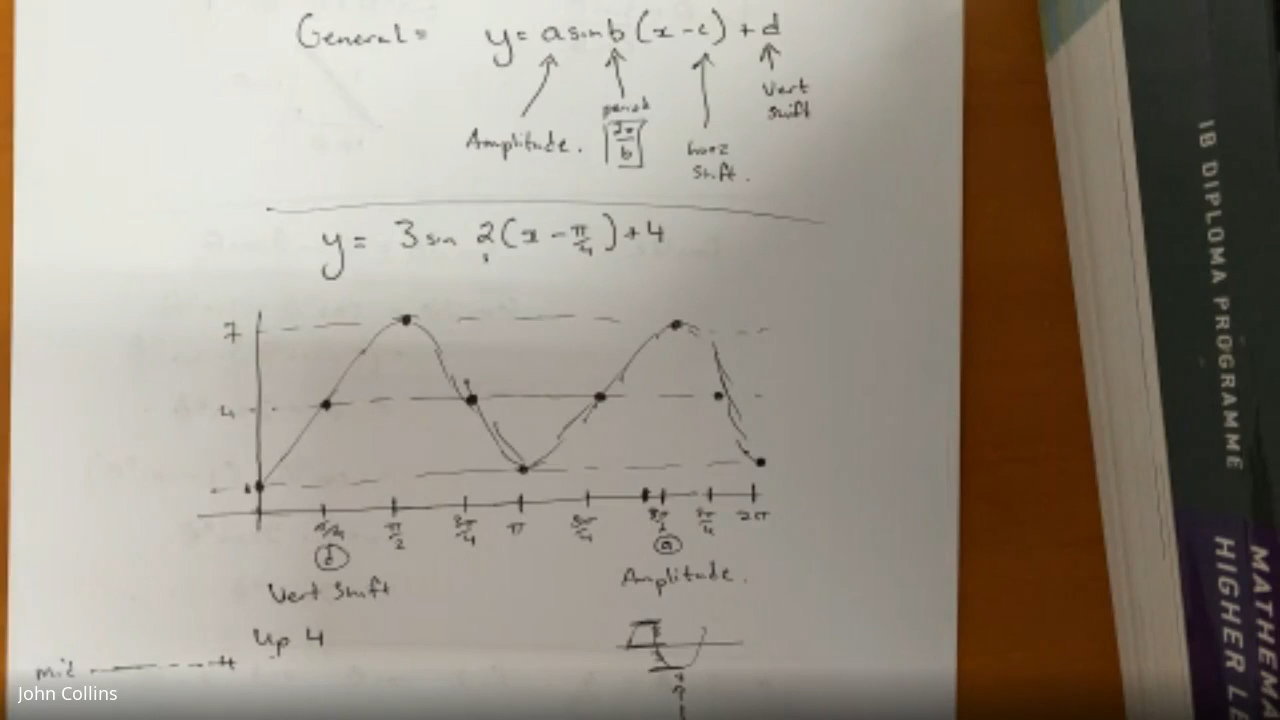 General = y = a sin b (x - c) + d
Amplitude.
period
2π/b
horz
shift.
Vert
shift
y = 3 sin 2(x - π/4) + 4
7
4
1
π/4 π/2 3π/4 π 5π/4 3π/2 7π/4 2π
d
a
Vert Shift
Amplitude.
Up 4
mid 4
John Collins
IB DIPLOMA PROGRAMME
MATHEMA
HIGHER LE